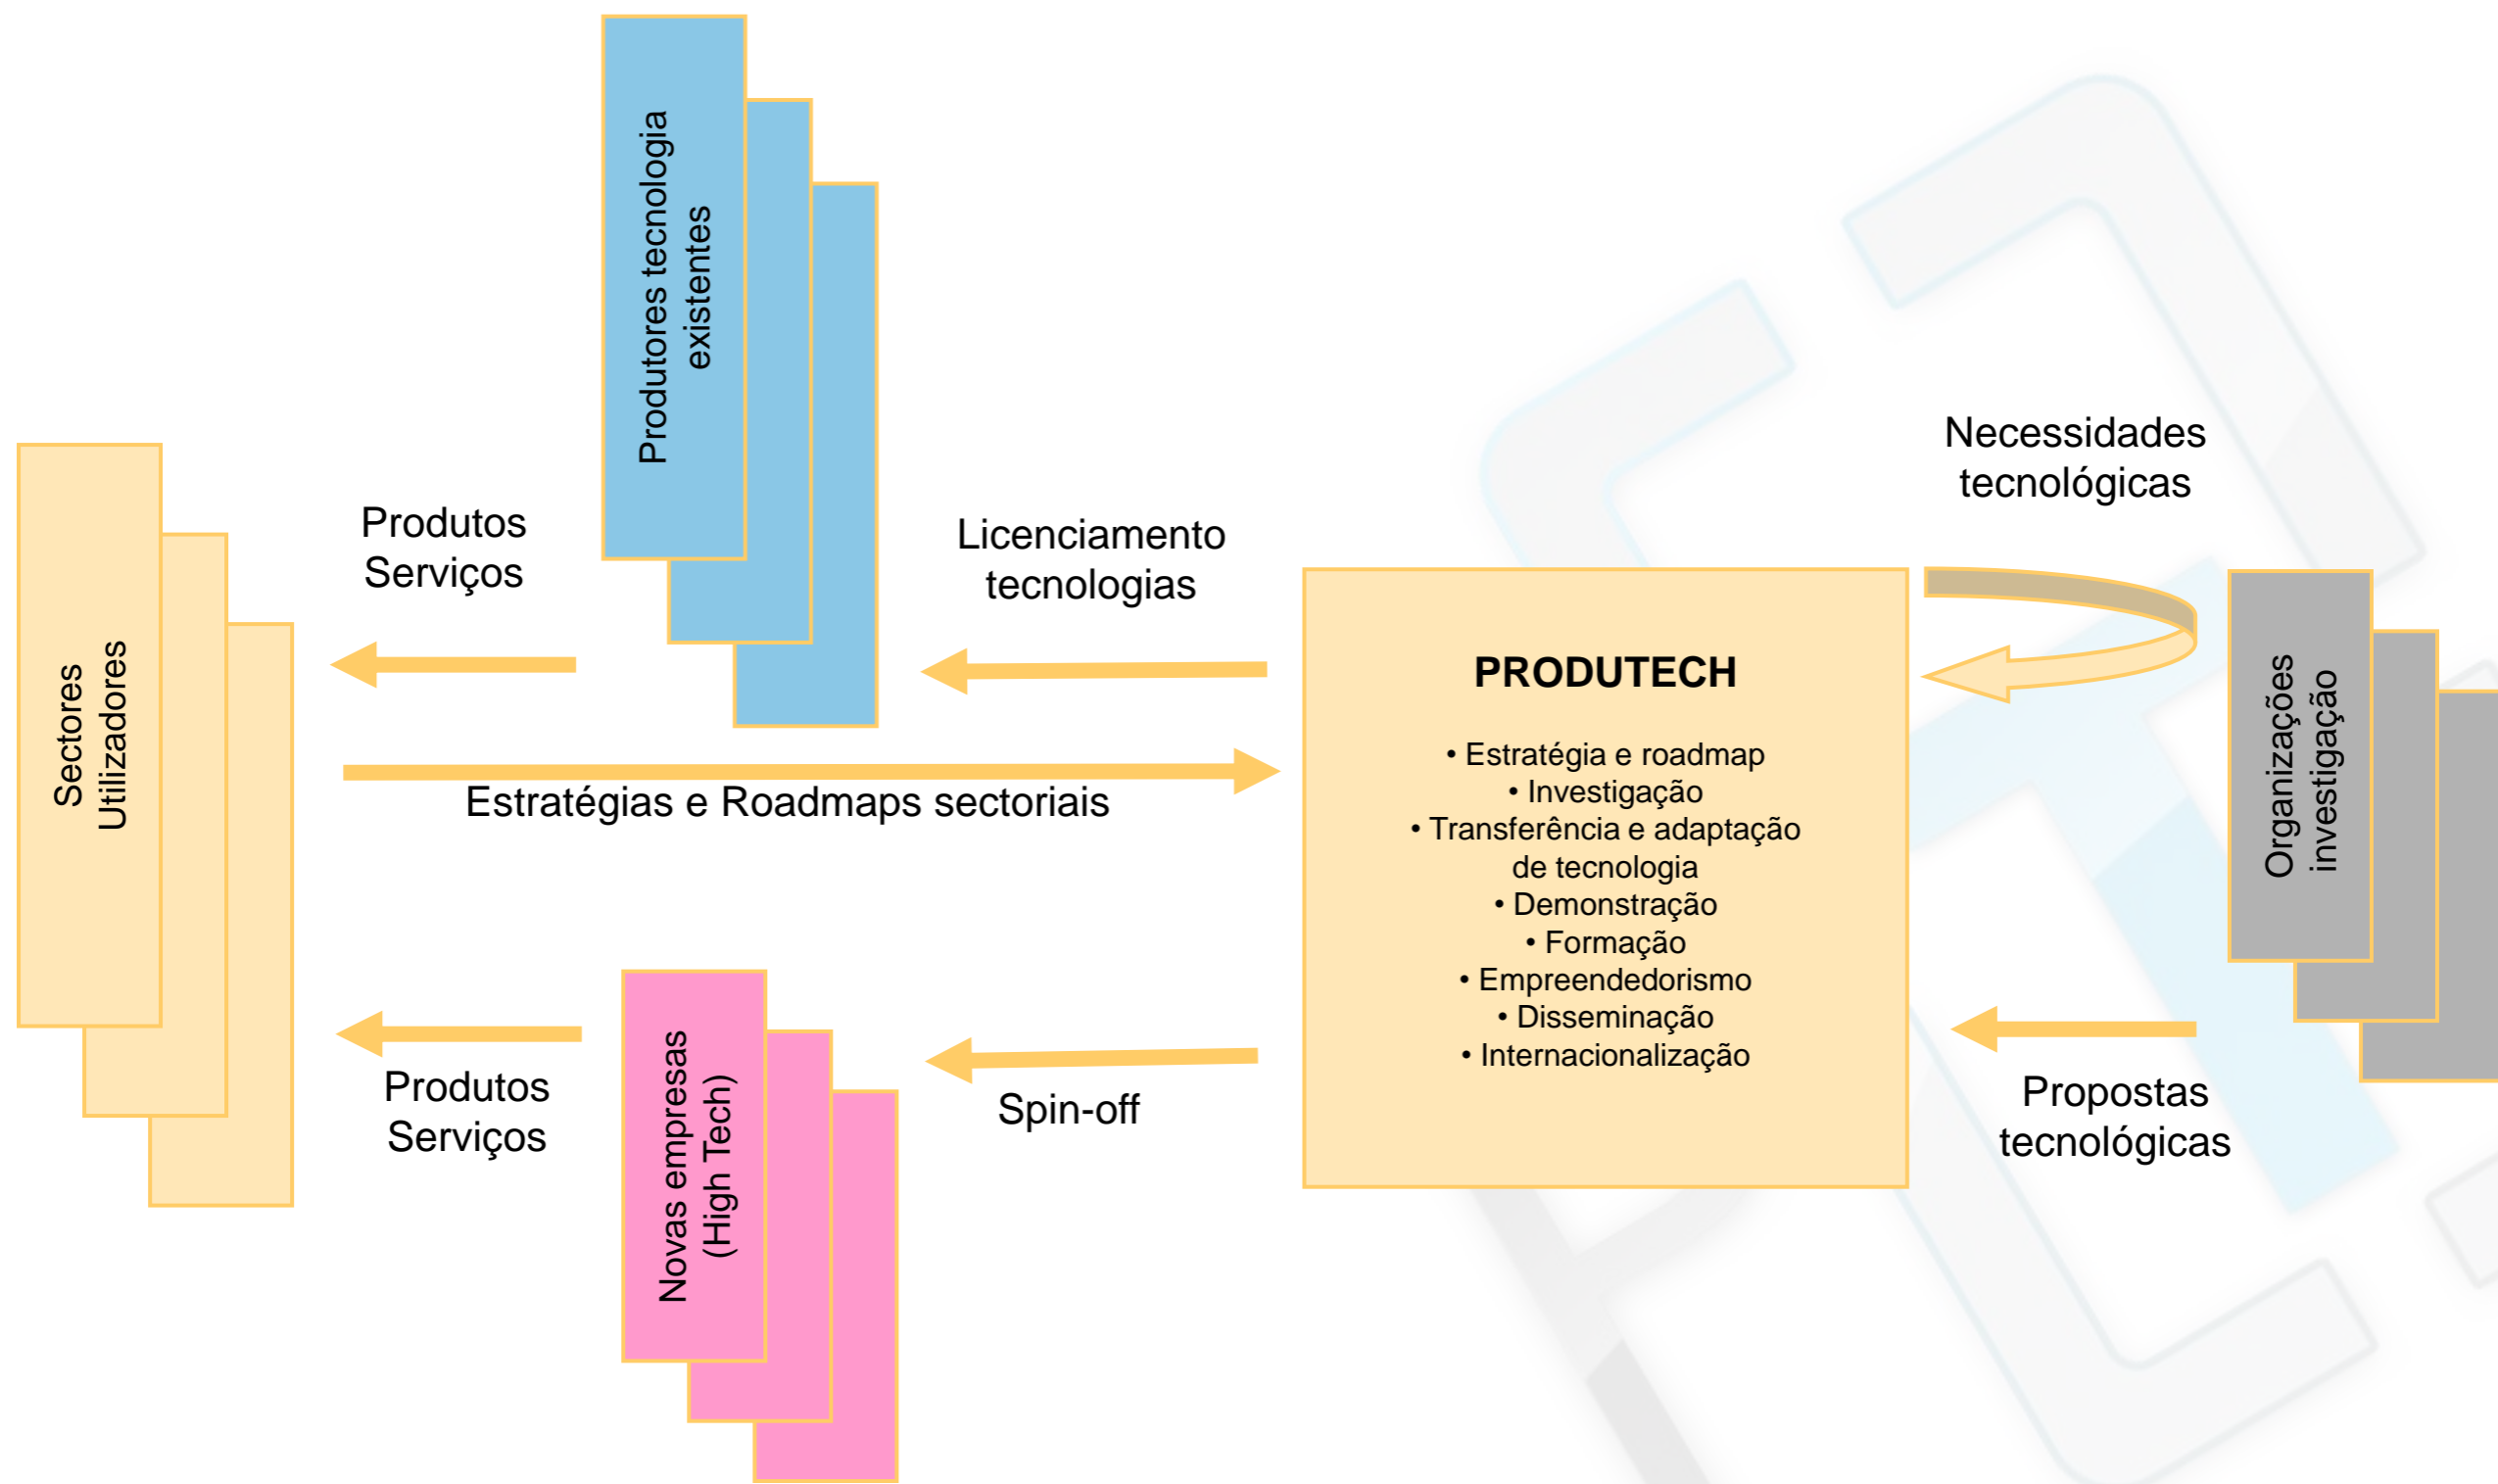 Produtores tecnologia
existentes
Necessidades
tecnológicas
Produtos
Serviços
Licenciamento
tecnologias
Sectores
Utilizadores
PRODUTECH
• Estratégia e roadmap
• Investigação
• Transferência e adaptação
de tecnologia
• Demonstração
• Formação
• Empreendedorismo
• Disseminação
• Internacionalização
Organizações
investigação
Estratégias e Roadmaps sectoriais
Produtos
Serviços
Novas empresas
(High Tech)
Spin-off
Propostas
tecnológicas